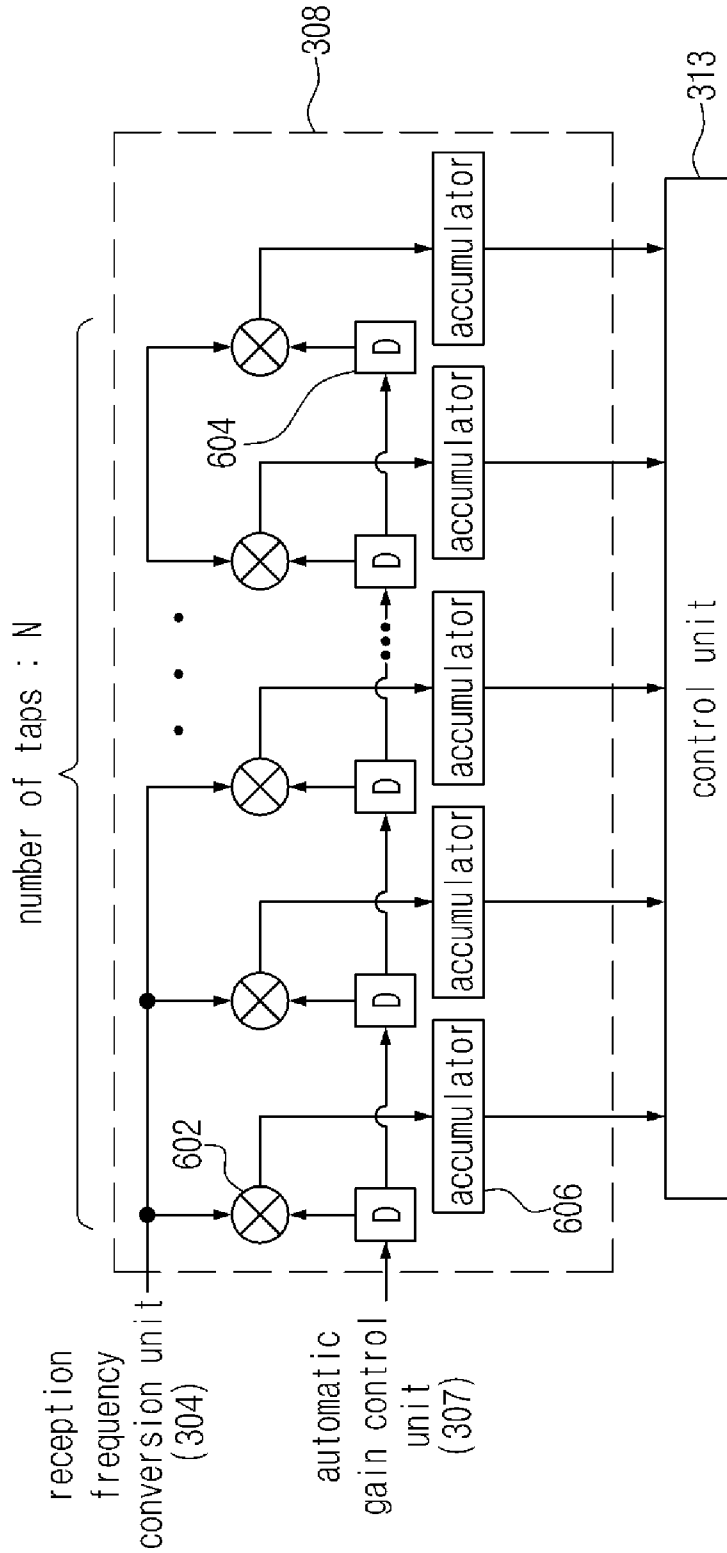 number of taps : N
reception
frequency
conversion unit
(304)
automatic
gain control
unit
(307)
602
604
606
308
D
D
D
D
D
accumulator
accumulator
accumulator
accumulator
accumulator
control unit
313